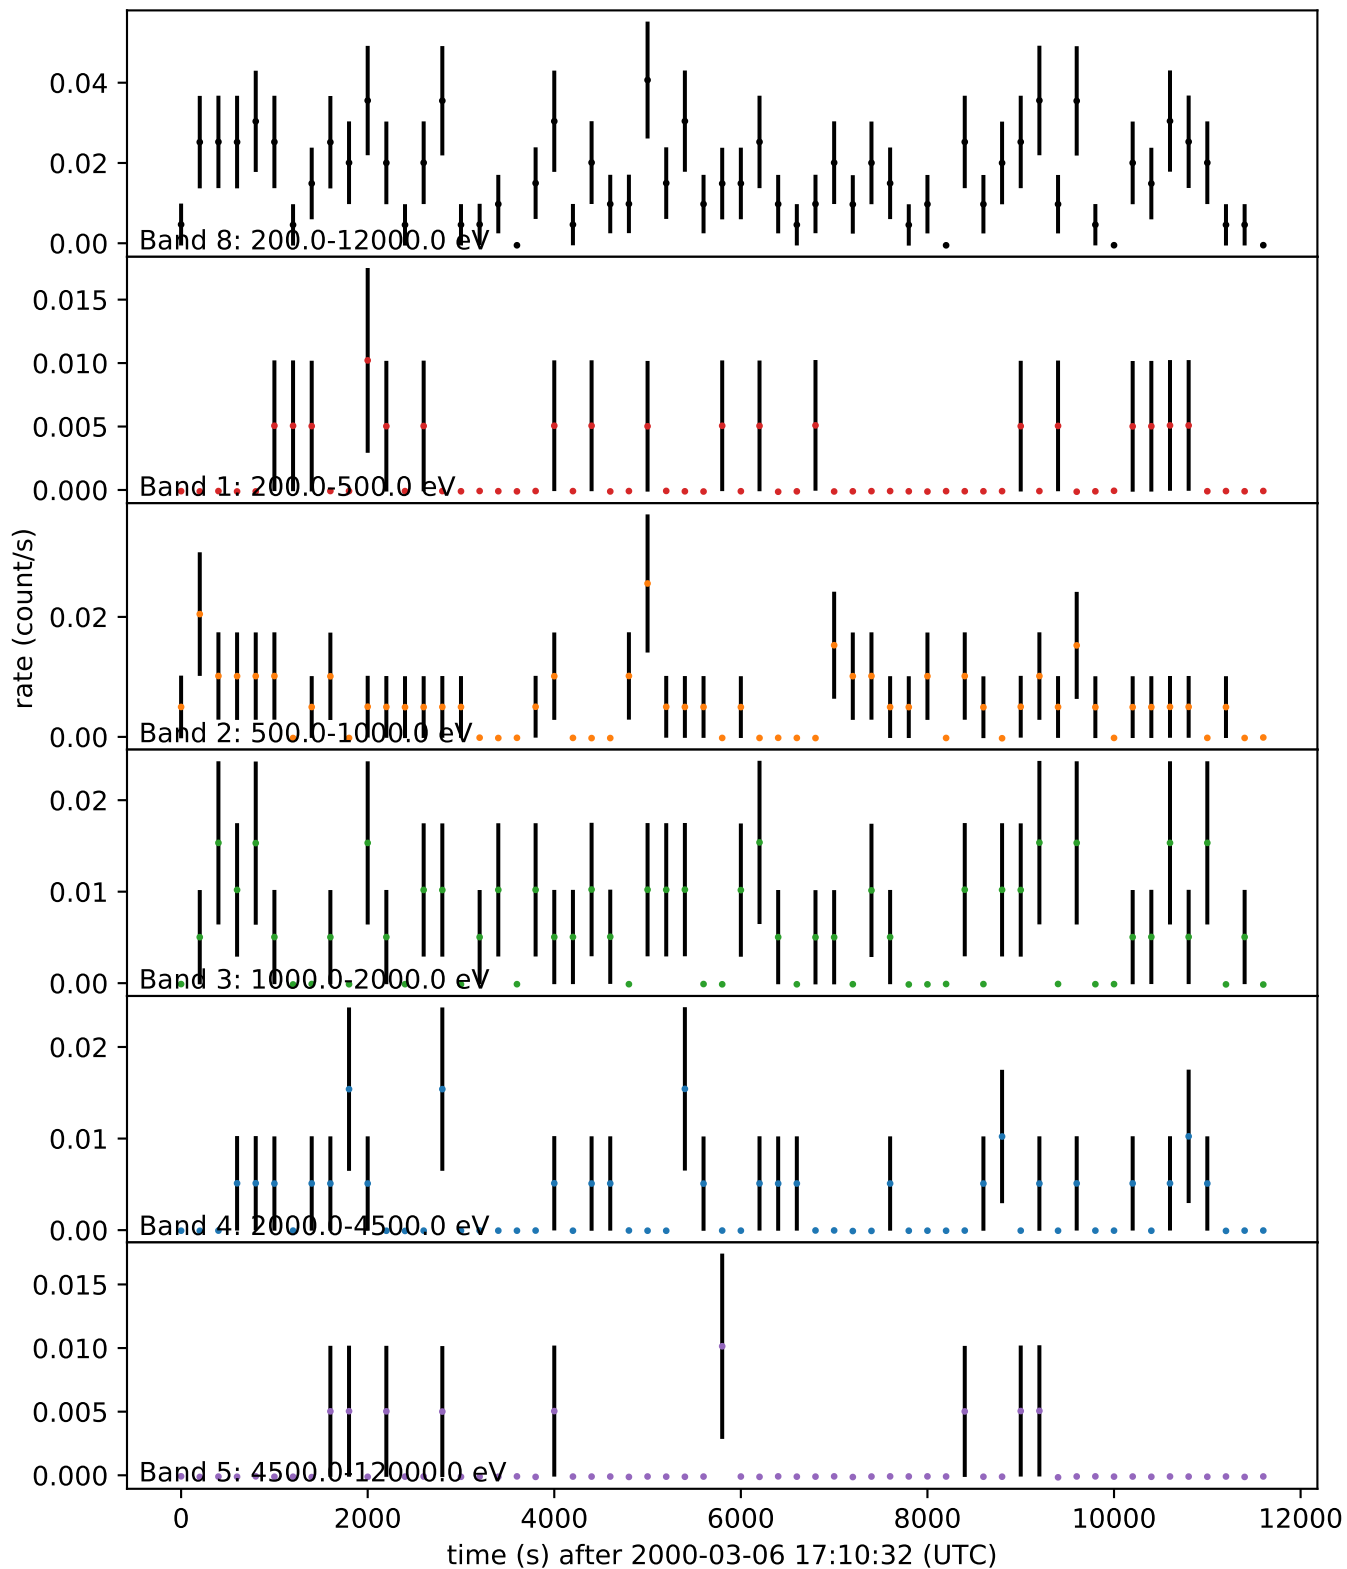 0.04
0.02
0.00
Band 8: 200.0-12000.0 eV
0.015
0.010
0.005
0.000
Band 1: 200.0-500.0 eV
rate (count/s)
0.02
0.00
Band 2: 500.0-1000.0 eV
0.02
0.01
0.00
Band 3: 1000.0-2000.0 eV
0.02
0.01
0.00
Band 4: 2000.0-4500.0 eV
0.015
0.010
0.005
0.000
Band 5: 4500.0-12000.0 eV
0 2000 4000 6000 8000 10000 12000
time (s) after 2000-03-06 17:10:32 (UTC)